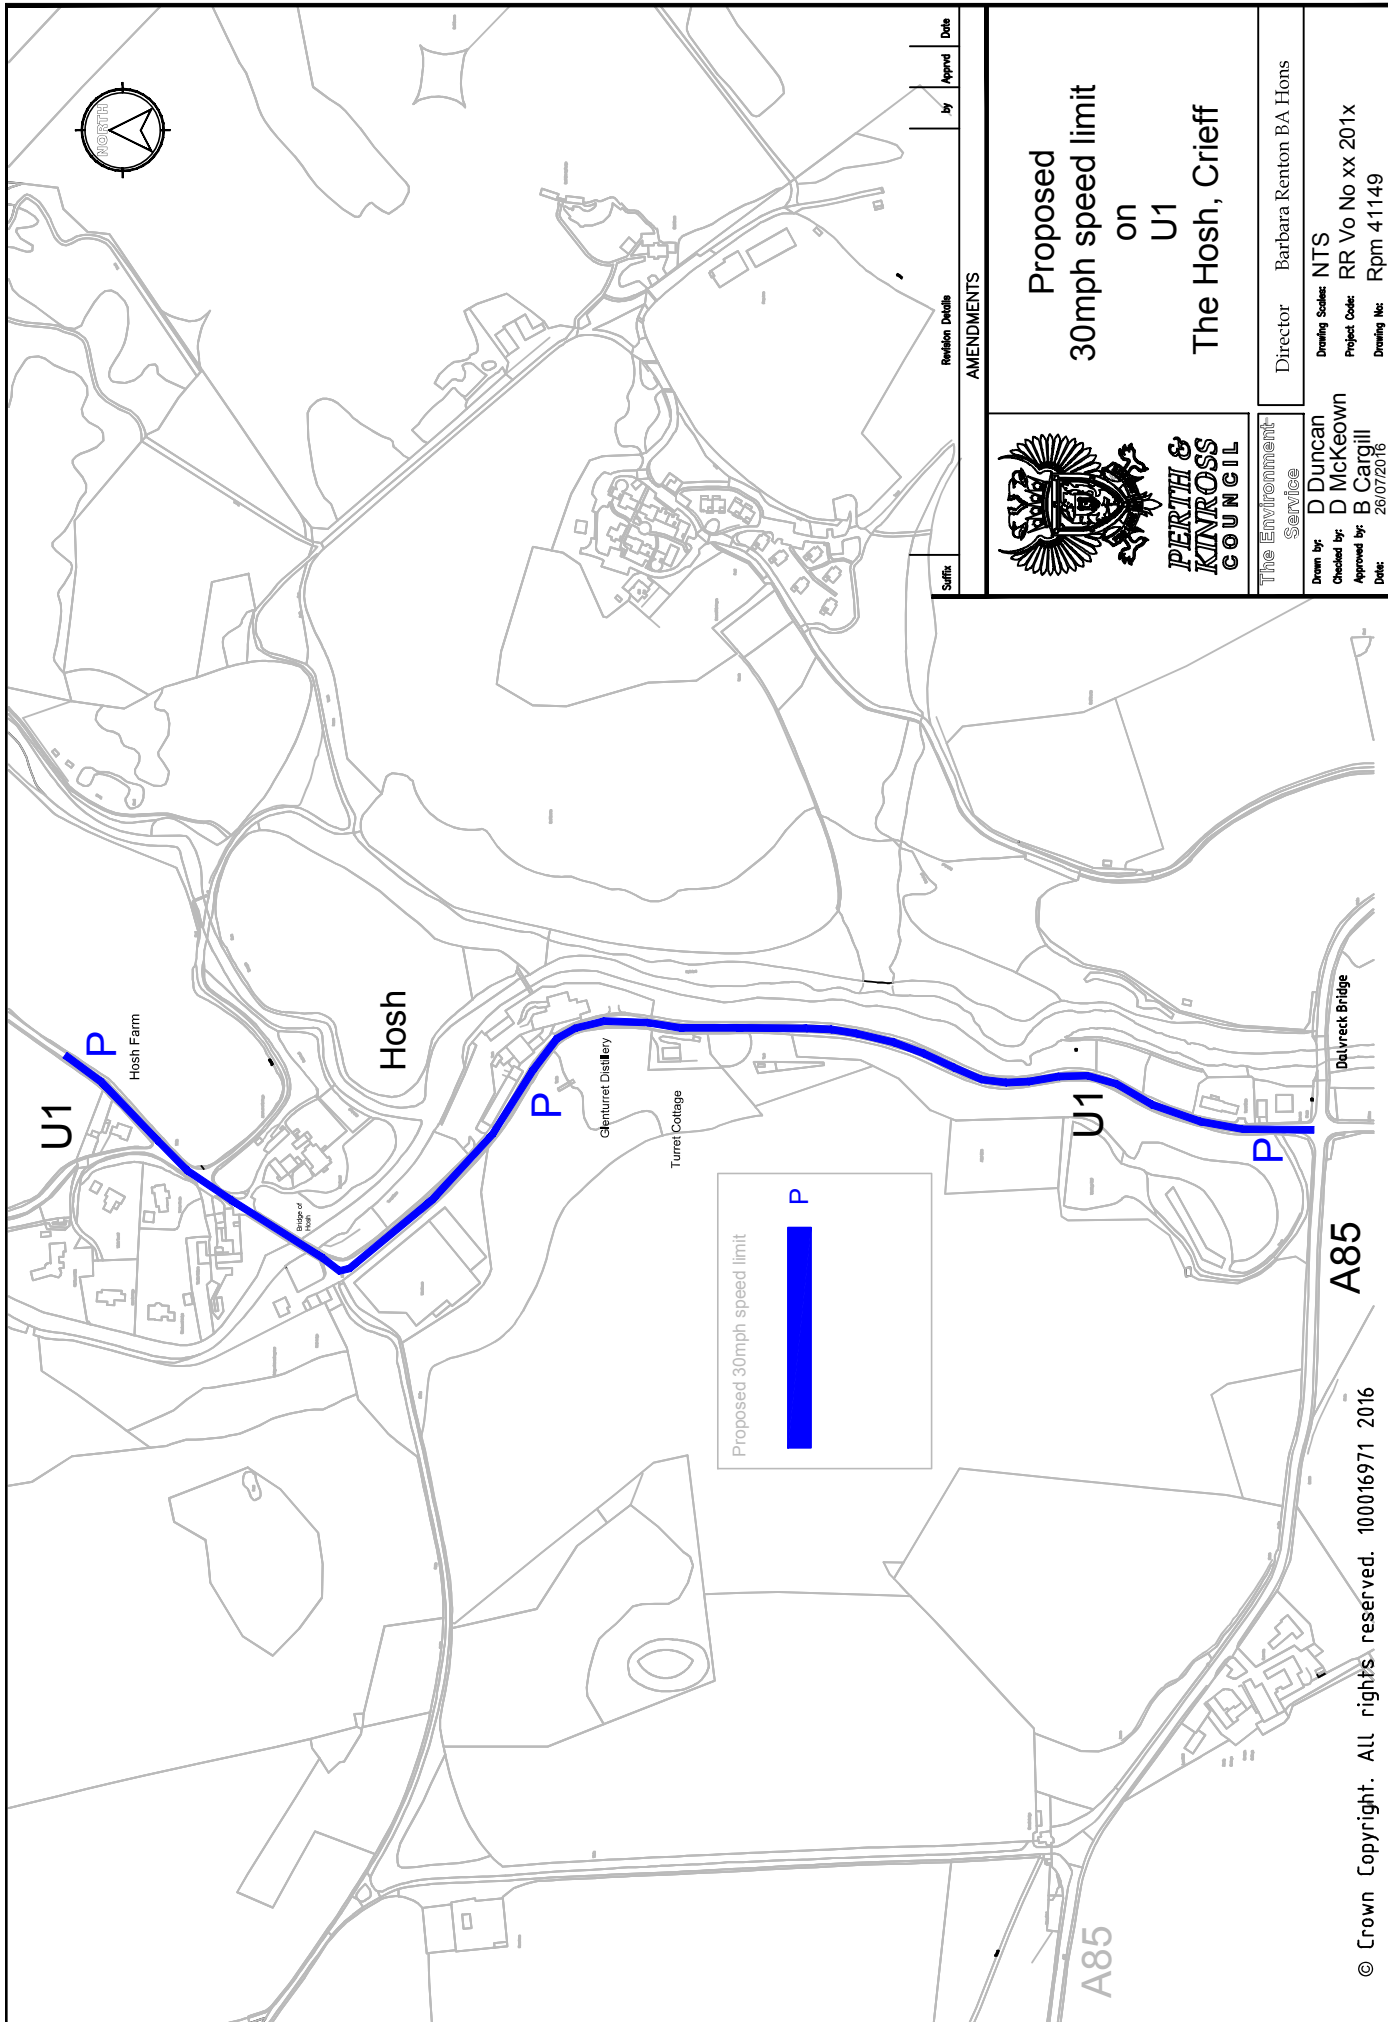 NORTH
U1
P
Hosh Farm
Hosh
Bridge of
Hosh
P
Glenturret Distillery
Turret Cottage
Proposed 30mph speed limit
P
U1
P
Dalvreck Bridge
A85
A85
© Crown Copyright. All rights reserved. 100016971 2016
Suffix
Revision Details
by
Apprvd
Date
AMENDMENTS
PERTH &
KINROSS
COUNCIL
Proposed
30mph speed limit
on
U1
The Hosh, Crieff
The Environment
Service
Director Barbara Renton BA Hons
Drawn by: D Duncan
Checked by: D McKeown
Approved by: B Cargill
Date: 26/07/2016
Drawing Scales: NTS
Project Code: RR Vo No xx 201x
Drawing No: Rpm 41149